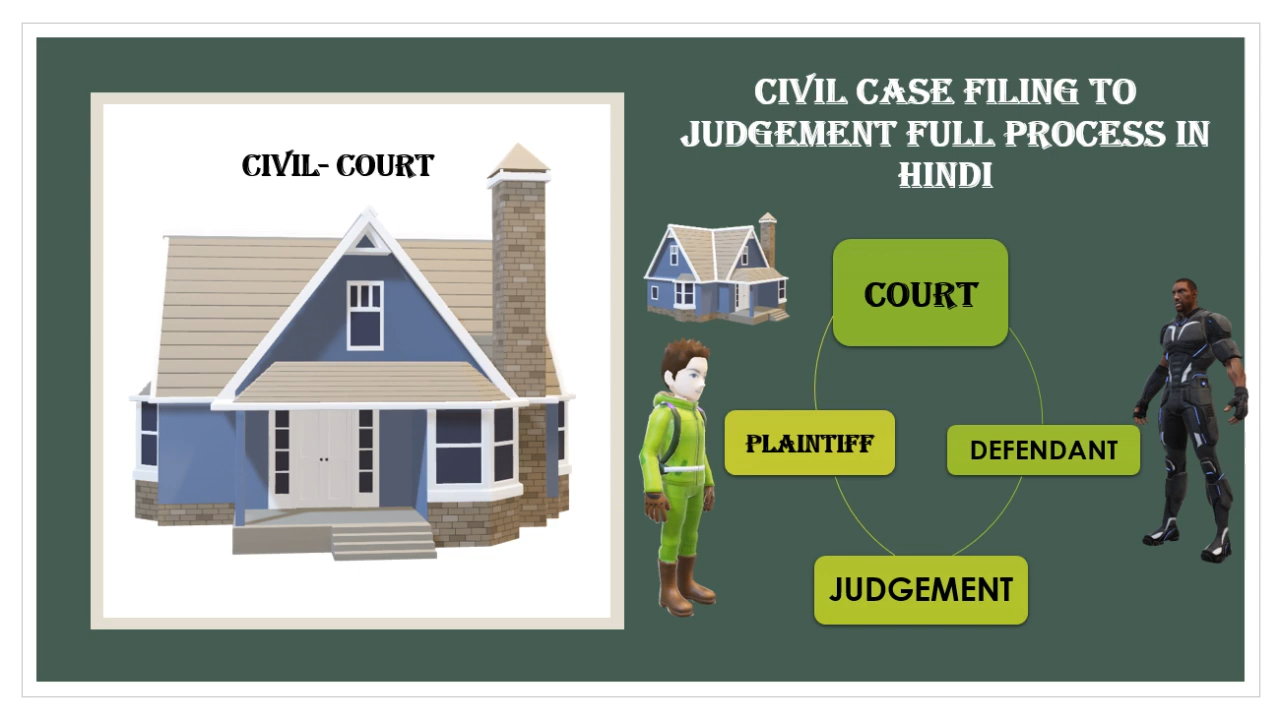 CIVIL- COURT
CIVIL CASE FILING TO
JUDGEMENT FULL PROCESS IN
HINDI
COURT
PLAINTIFF
DEFENDANT
JUDGEMENT